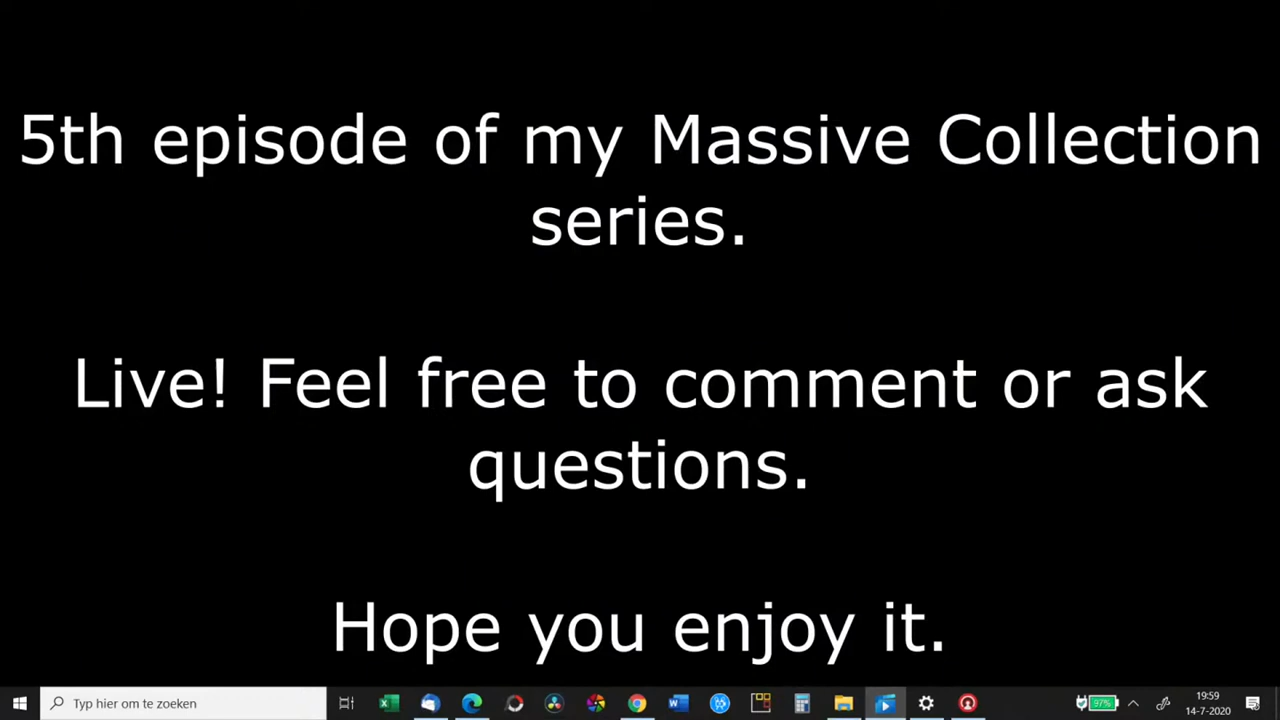 5th episode of my Massive Collection
series.
Live! Feel free to comment or ask
questions.
Hope you enjoy it.
Typ hier om te zoeken
97%
19:59
14-7-2020